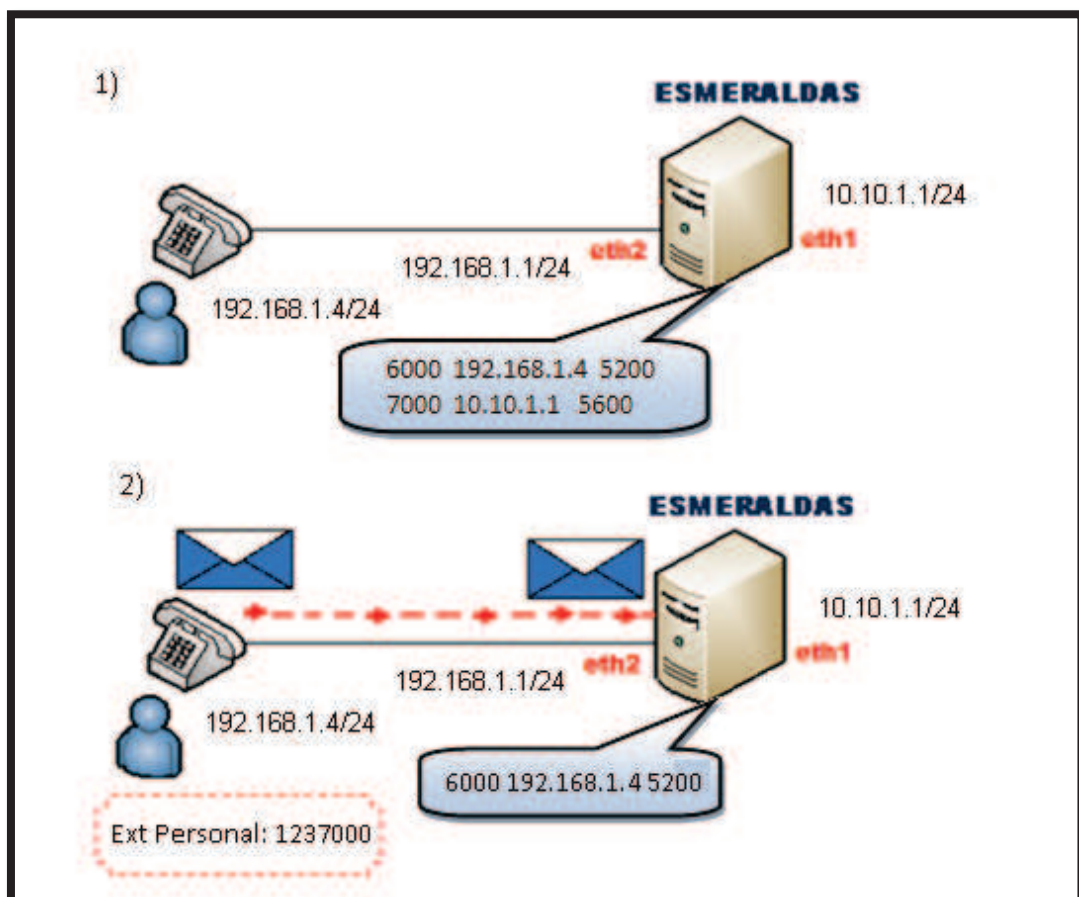 1)
ESMERALDAS
10.10.1.1/24
eth2
eth1
192.168.1.1/24
192.168.1.4/24
6000 192.168.1.4 5200
7000 10.10.1.1 5600
2)
ESMERALDAS
10.10.1.1/24
eth2
eth1
192.168.1.1/24
192.168.1.4/24
6000 192.168.1.4 5200
Ext Personal: 1237000